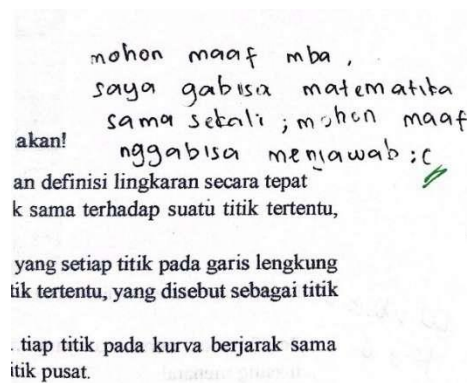 mohon maaf mba,
saya gabisa matematika
sama sekali; mohon maaf
nggabisa menjawab :(
akan!
an definisi lingkaran secara tepat
k sama terhadap suatu titik tertentu,
yang setiap titik pada garis lengkung
tik tertentu, yang disebut sebagai titik
. tiap titik pada kurva berjarak sama
itik pusat.